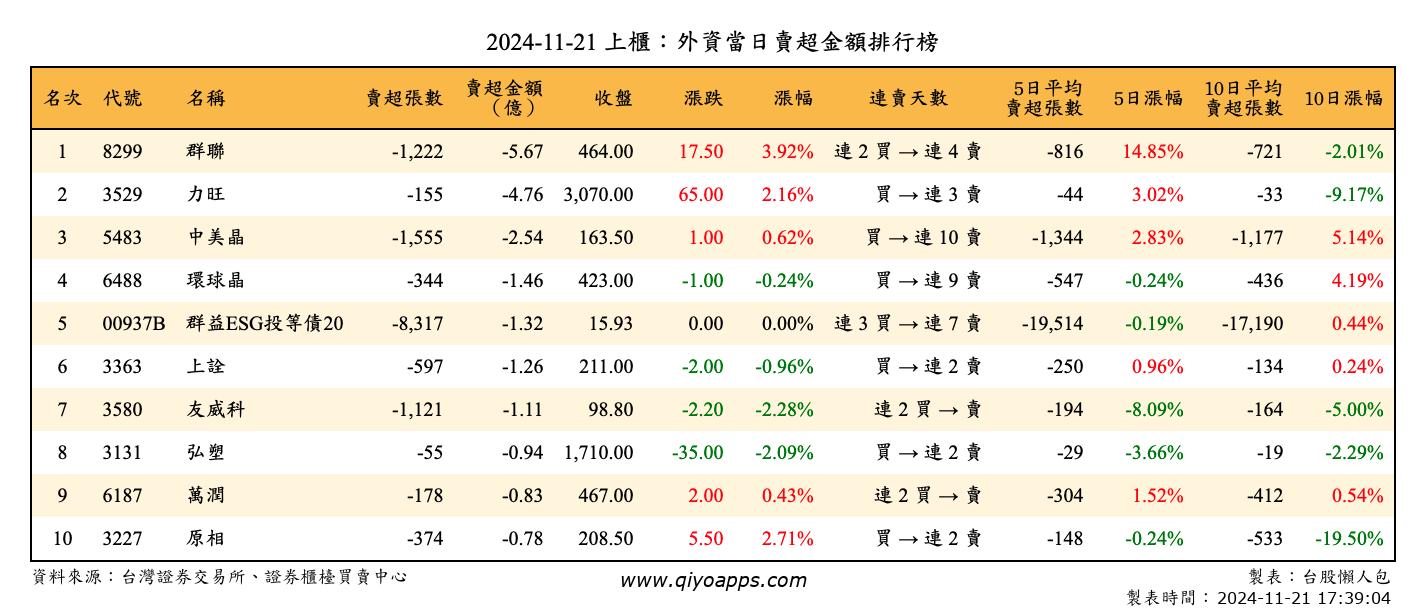 2024-11-21 上櫃：外資當日賣超金額排行榜
名次 代號 名稱 賣超張數 賣超金額（億） 收盤 漲跌 漲幅 連賣天數 5日平均賣超張數 5日漲幅 10日平均賣超張數 10日漲幅
1 8299 群聯 -1,222 -5.67 464.00 17.50 3.92% 連 2 買 → 連 4 賣 -816 14.85% -721 -2.01%
2 3529 力旺 -155 -4.76 3,070.00 65.00 2.16% 買 → 連 3 賣 -44 3.02% -33 -9.17%
3 5483 中美晶 -1,555 -2.54 163.50 1.00 0.62% 買 → 連 10 賣 -1,344 2.83% -1,177 5.14%
4 6488 環球晶 -344 -1.46 423.00 -1.00 -0.24% 買 → 連 9 賣 -547 -0.24% -436 4.19%
5 00937B 群益ESG投等債20 -8,317 -1.32 15.93 0.00 0.00% 連 3 買 → 連 7 賣 -19,514 -0.19% -17,190 0.44%
6 3363 上詮 -597 -1.26 211.00 -2.00 -0.96% 買 → 連 2 賣 -250 0.96% -134 0.24%
7 3580 友威科 -1,121 -1.11 98.80 -2.20 -2.28% 連 2 買 → 賣 -194 -8.09% -164 -5.00%
8 3131 弘塑 -55 -0.94 1,710.00 -35.00 -2.09% 買 → 連 2 賣 -29 -3.66% -19 -2.29%
9 6187 萬潤 -178 -0.83 467.00 2.00 0.43% 連 2 買 → 賣 -304 1.52% -412 0.54%
10 3227 原相 -374 -0.78 208.50 5.50 2.71% 買 → 連 2 賣 -148 -0.24% -533 -19.50%
資料來源：台灣證券交易所、證券櫃檯買賣中心 www.qiyoapps.com 製表：台股懶人包
製表時間：2024-11-21 17:39:04